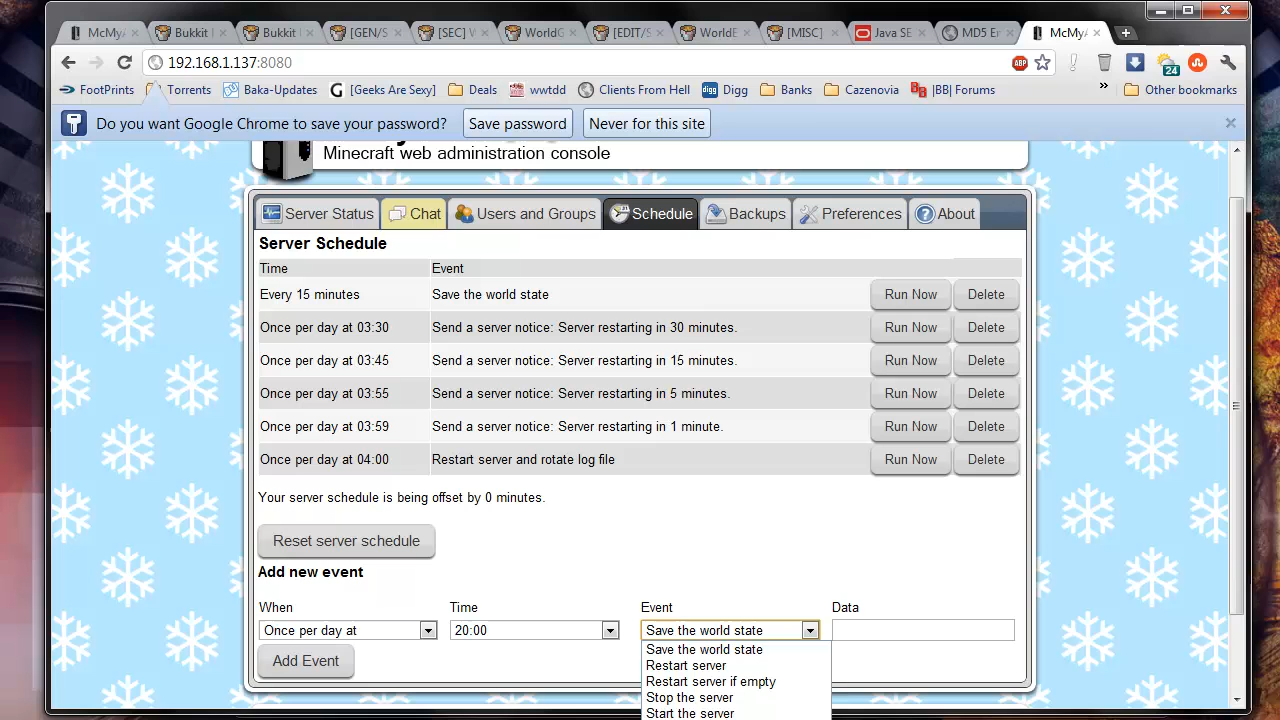 McMyA
Bukkit
Bukkit
[GEN/S
[SEC] V
WorldG
[EDIT/
WorldE
[MISC]
Java SE
MD5 En
McMyA
192.168.1.137:8080
ABP
24
FootPrints
Torrents
Baka-Updates
[Geeks Are Sexy]
Deals
wwtdd
Clients From Hell
digg Digg
Banks
Cazenovia
|BB| Forums
»
Other bookmarks
Do you want Google Chrome to save your password?
Save password
Never for this site
Minecraft web administration console
Server Status
Chat
Users and Groups
Schedule
Backups
Preferences
About
Server Schedule
Time
Event
Every 15 minutes
Save the world state
Run Now
Delete
Once per day at 03:30
Send a server notice: Server restarting in 30 minutes.
Run Now
Delete
Once per day at 03:45
Send a server notice: Server restarting in 15 minutes.
Run Now
Delete
Once per day at 03:55
Send a server notice: Server restarting in 5 minutes.
Run Now
Delete
Once per day at 03:59
Send a server notice: Server restarting in 1 minute.
Run Now
Delete
Once per day at 04:00
Restart server and rotate log file
Run Now
Delete
Your server schedule is being offset by 0 minutes.
Reset server schedule
Add new event
When
Time
Event
Data
Once per day at
20:00
Save the world state
Save the world state
Restart server
Restart server if empty
Stop the server
Start the server
Add Event